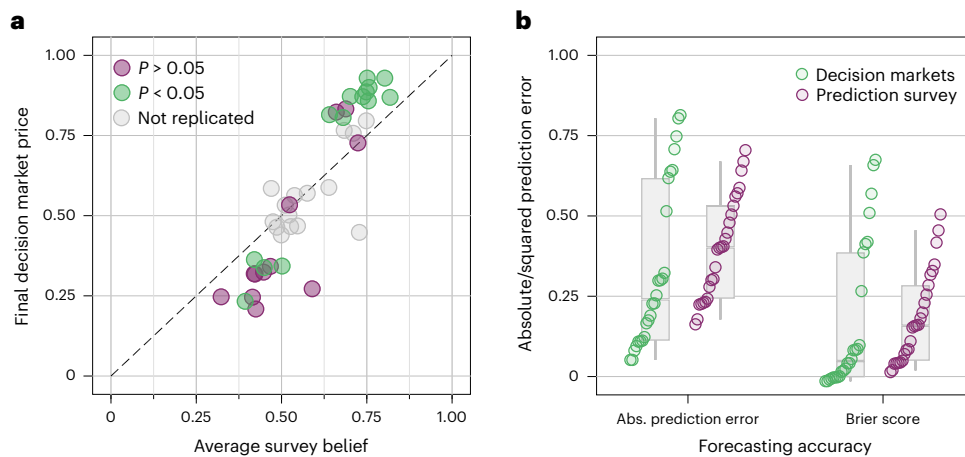 a
1.00
0.75
0.50
0.25
0
0
0.25
0.50
0.75
1.00
Final decision market price
Average survey belief
P > 0.05
P < 0.05
Not replicated
b
1.00
0.75
0.50
0.25
0
Absolute/squared prediction error
Decision markets
Prediction survey
Abs. prediction error
Brier score
Forecasting accuracy